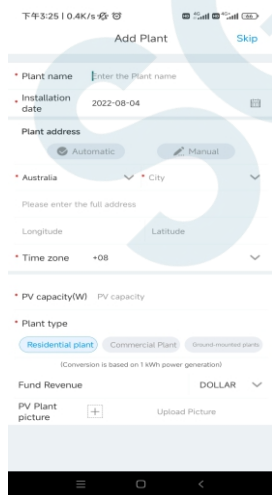 下午3:25 | 0.4K/s
66
Add Plant
Skip
* Plant name Enter the Plant name
* Installation date 2022-08-04
Plant address
Automatic Manual
* Australia * City
Please enter the full address
Longitude Latitude
* Time zone +08
* PV capacity(W) PV capacity
* Plant type
Residential plant Commercial Plant Ground-mounted plants
(Conversion is based on 1 kWh power generation)
Fund Revenue DOLLAR
PV Plant picture + Upload Picture